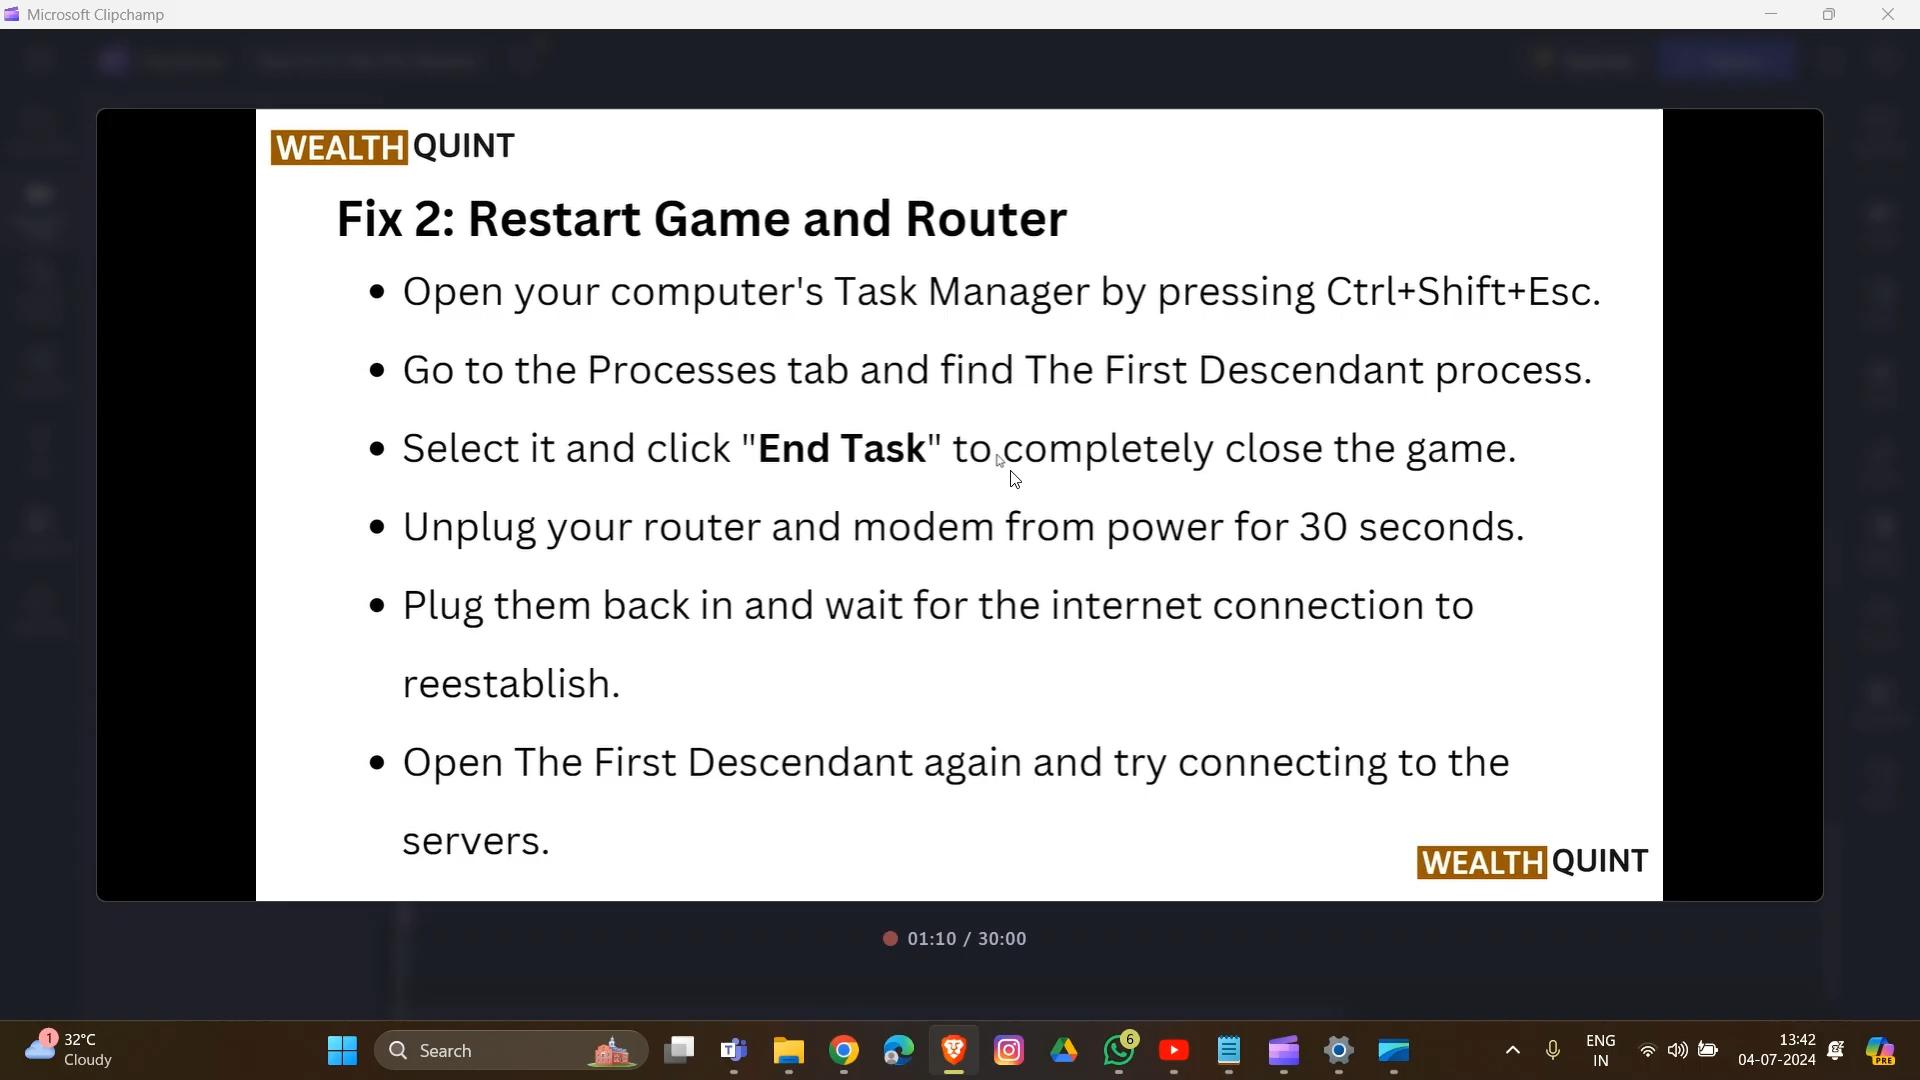 Microsoft Clipchamp
WEALTH QUINT
Fix 2: Restart Game and Router
• Open your computer's Task Manager by pressing Ctrl+Shift+Esc.
• Go to the Processes tab and find The First Descendant process.
• Select it and click "End Task" to completely close the game.
• Unplug your router and modem from power for 30 seconds.
• Plug them back in and wait for the internet connection to
reestablish.
• Open The First Descendant again and try connecting to the
servers.
WEALTH QUINT
01:10 / 30:00
1
32°C
Cloudy
Search
6
ENG
IN
13:42
04-07-2024
PRE